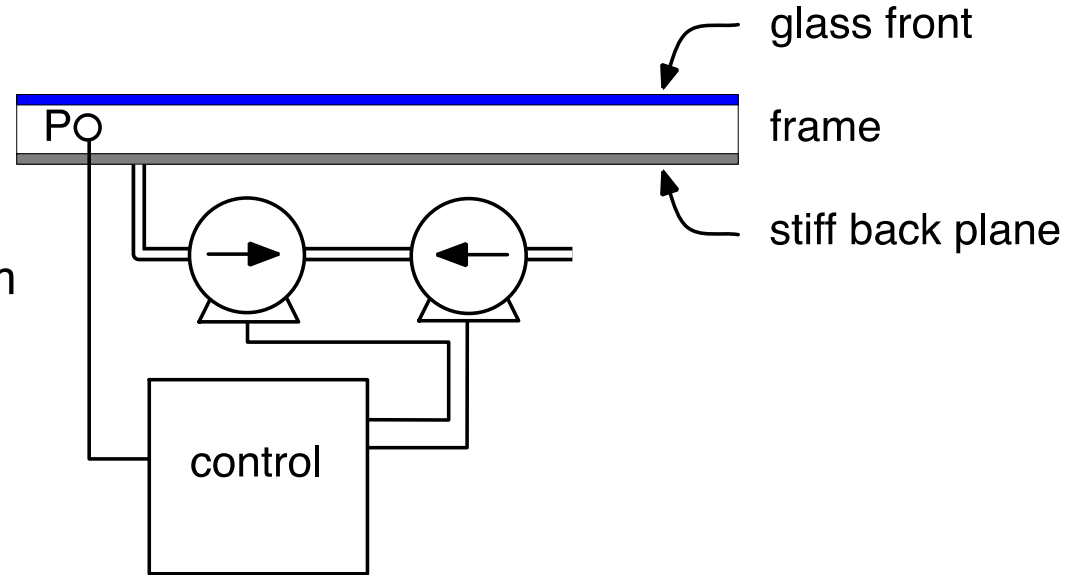 glass front
P
frame
stiff back plane
control